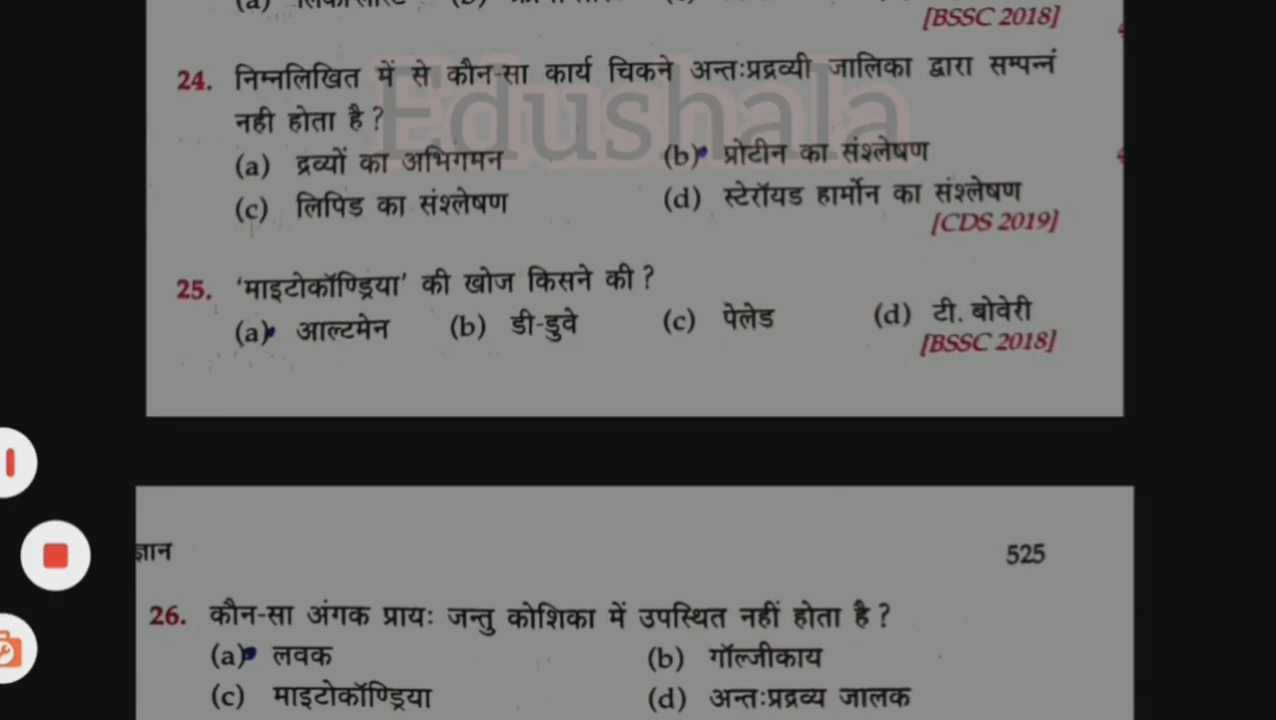 [BSSC 2018]
24. निम्नलिखित में से कौन-सा कार्य चिकने अन्तःप्रद्रव्यी जालिका द्वारा सम्पन्नं
नही होता है ?
Edushala
(a) द्रव्यों का अभिगमन (b) प्रोटीन का संश्लेषण
(c) लिपिड का संश्लेषण (d) स्टेरॉयड हार्मोन का संश्लेषण
[CDS 2019]
25. 'माइटोकॉण्ड्रिया' की खोज किसने की ?
(a) आल्टमेन (b) डी-डुवे (c) पेलेड (d) टी. बोवेरी
[BSSC 2018]
525
26. कौन-सा अंगक प्रायः जन्तु कोशिका में उपस्थित नहीं होता है ?
(a) लवक (b) गॉल्जीकाय
(c) माइटोकॉण्ड्रिया (d) अन्तःप्रद्रव्य जालक